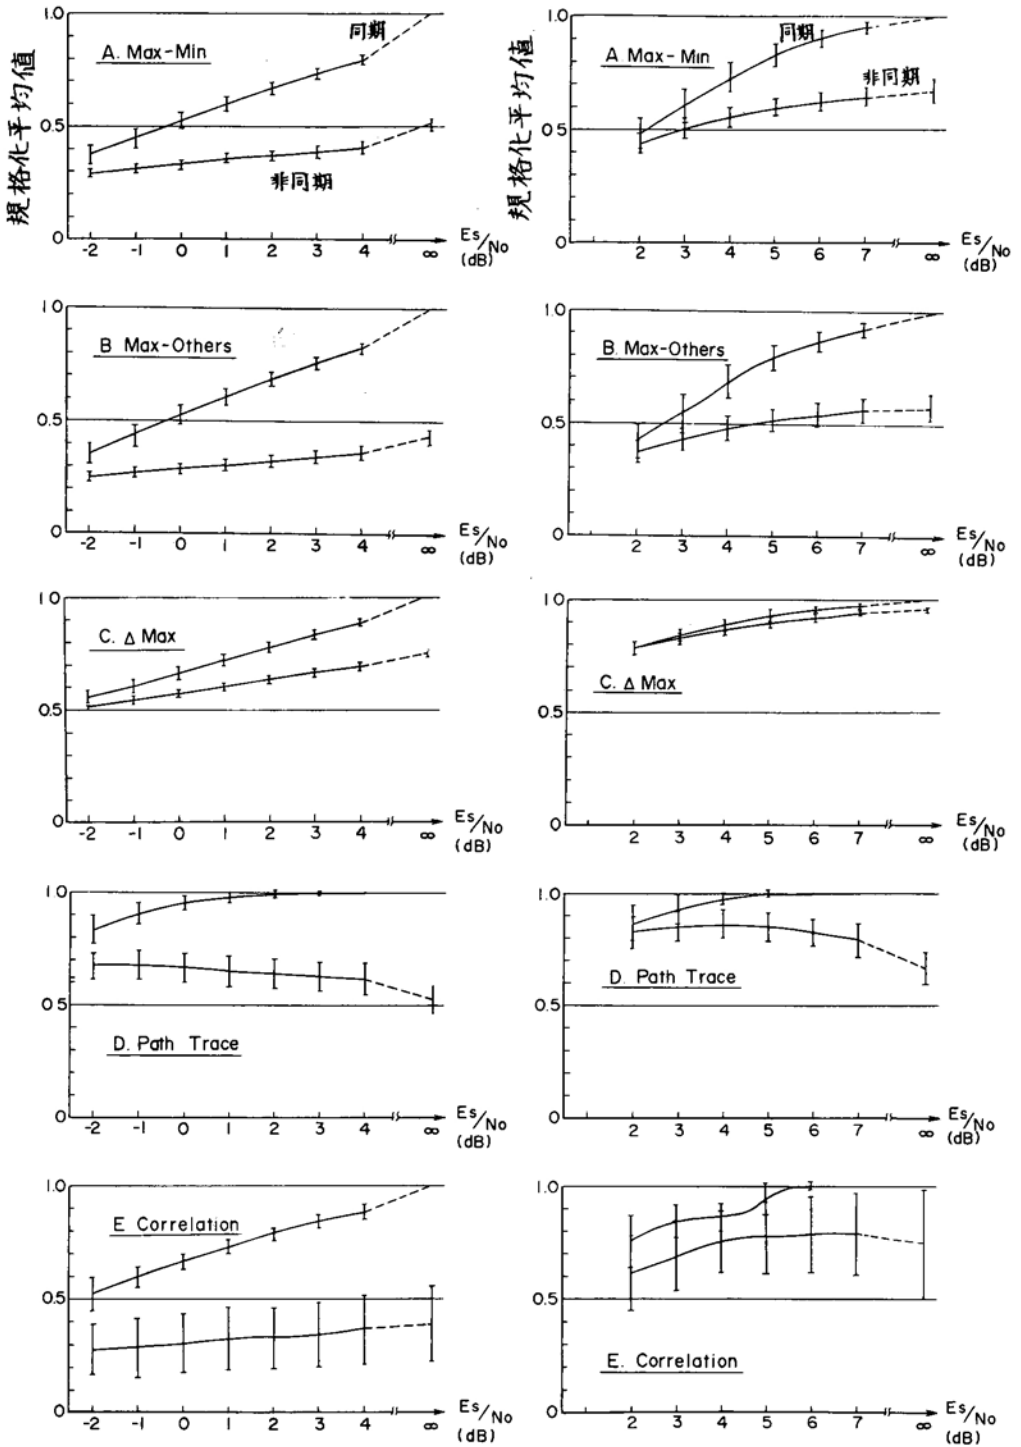 規格化平均値
1.0
A. Max-Min
同期
0.5
非同期
0
-2 -1 0 1 2 3 4 ∞
Es/No
(dB)
規格化平均値
1.0
A Max-Min
同期
非同期
0.5
0
2 3 4 5 6 7 ∞
Es/No
(dB)
1 0
B Max-Others
0.5
0
-2 -1 0 1 2 3 4 ∞
Es/No
(dB)
1.0
B. Max-Others
0.5
0
2 3 4 5 6 7 ∞
Es/No
(dB)
1 0
C. Δ Max
0.5
0
-2 -1 0 1 2 3 4 ∞
Es/No
(dB)
1.0
C. Δ Max
0.5
0
2 3 4 5 6 7 ∞
Es/No
(dB)
1.0
0 5
D. Path Trace
0
-2 -1 0 1 2 3 4 ∞
Es/No
(dB)
1.0
D. Path Trace
0 5
0
2 3 4 5 6 7 ∞
Es/No
(dB)
1.0
E Correlation
0.5
0
-2 -1 0 1 2 3 4 ∞
Es/No
(dB)
1.0
0.5
E. Correlation
0
2 3 4 5 6 7 ∞
Es/No
(dB)